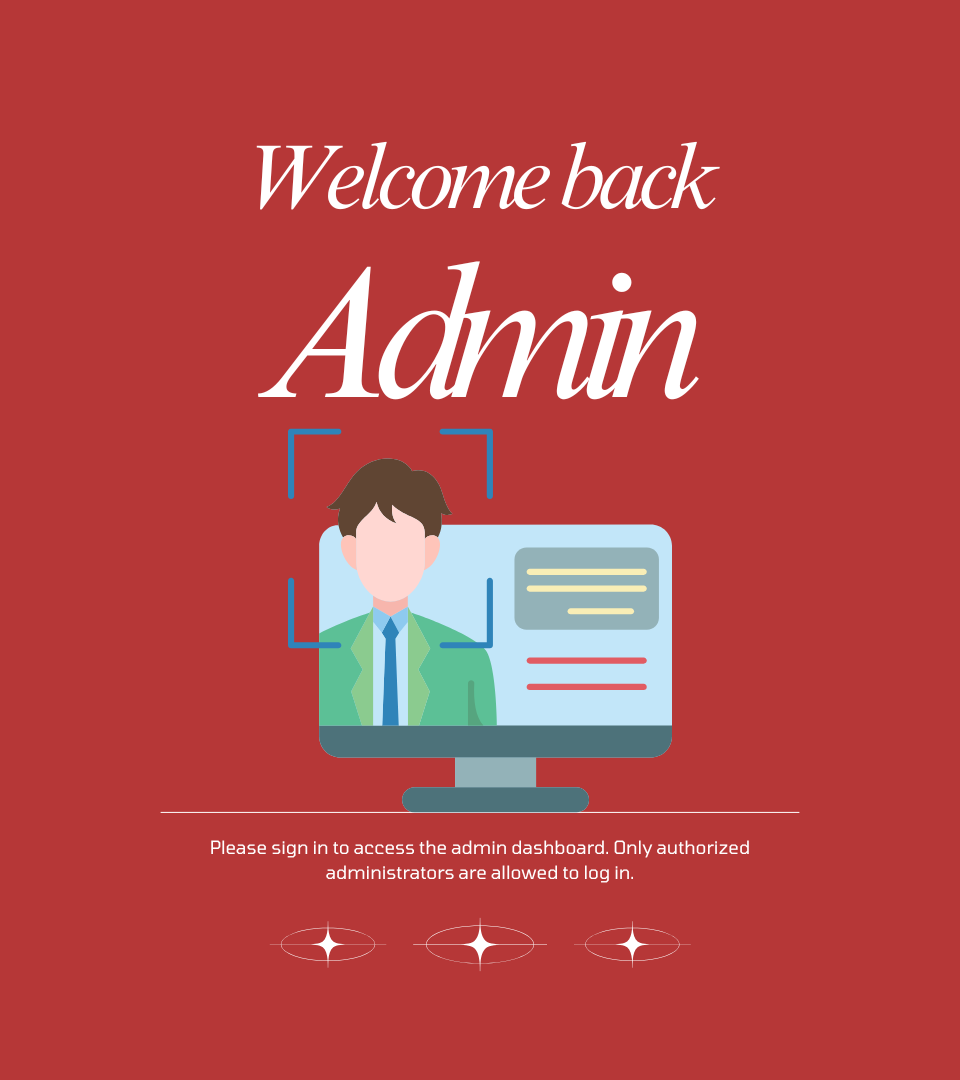 Welcome back
Admin
Please sign in to access the admin dashboard. Only authorized
administrators are allowed to log in.